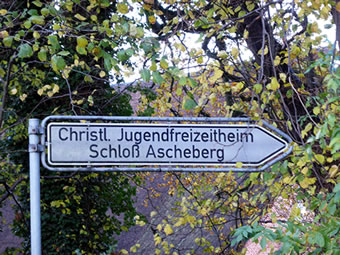 Christl. Jugendfreizeitheim
Schloß Ascheberg